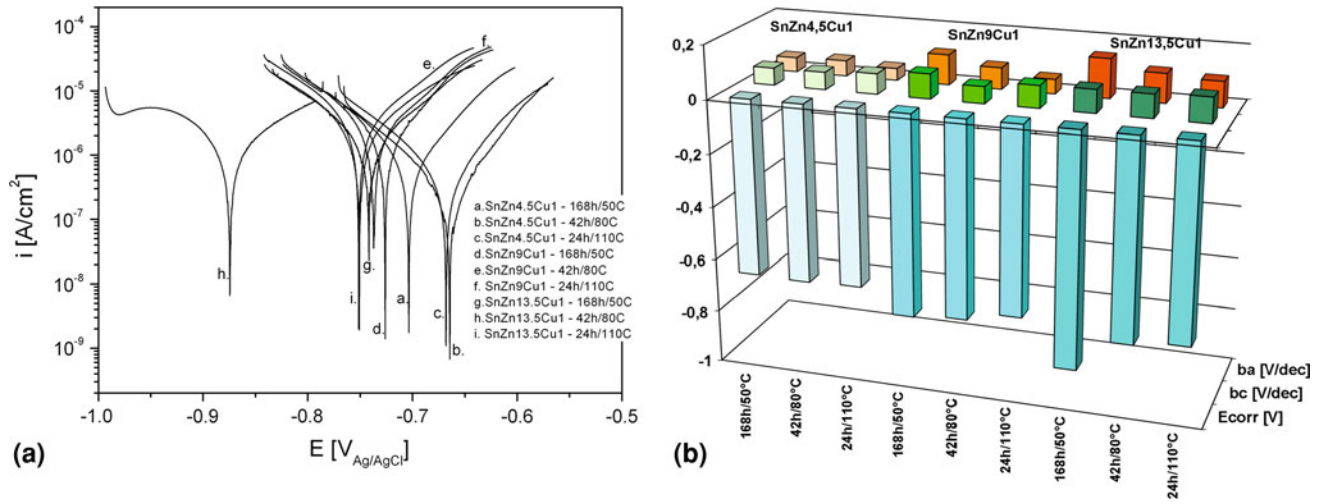 10⁻⁴
10⁻⁵
10⁻⁶
10⁻⁷
10⁻⁸
10⁻⁹
i [A/cm²]
-1.0
-0.9
-0.8
-0.7
-0.6
-0.5
E [V_Ag/AgCl]
f.
e.
h.
g.
i.
a.
d.
c.
b.
a.SnZn4.5Cu1 - 168h/50C
b.SnZn4.5Cu1 - 42h/80C
c.SnZn4.5Cu1 - 24h/110C
d.SnZn9Cu1 - 168h/50C
e.SnZn9Cu1 - 42h/80C
f. SnZn9Cu1 - 24h/110C
g.SnZn13.5Cu1 - 168h/50C
h.SnZn13.5Cu1 - 42h/80C
i. SnZn13.5Cu1 - 24h/110C
(a)
SnZn4,5Cu1
SnZn9Cu1
SnZn13,5Cu1
0,2
0
-0,2
-0,4
-0,6
-0,8
-1
168h/50°C
42h/80°C
24h/110°C
168h/50°C
42h/80°C
24h/110°C
168h/50°C
42h/80°C
24h/110°C
ba [V/dec]
bc [V/dec]
Ecorr [V]
(b)